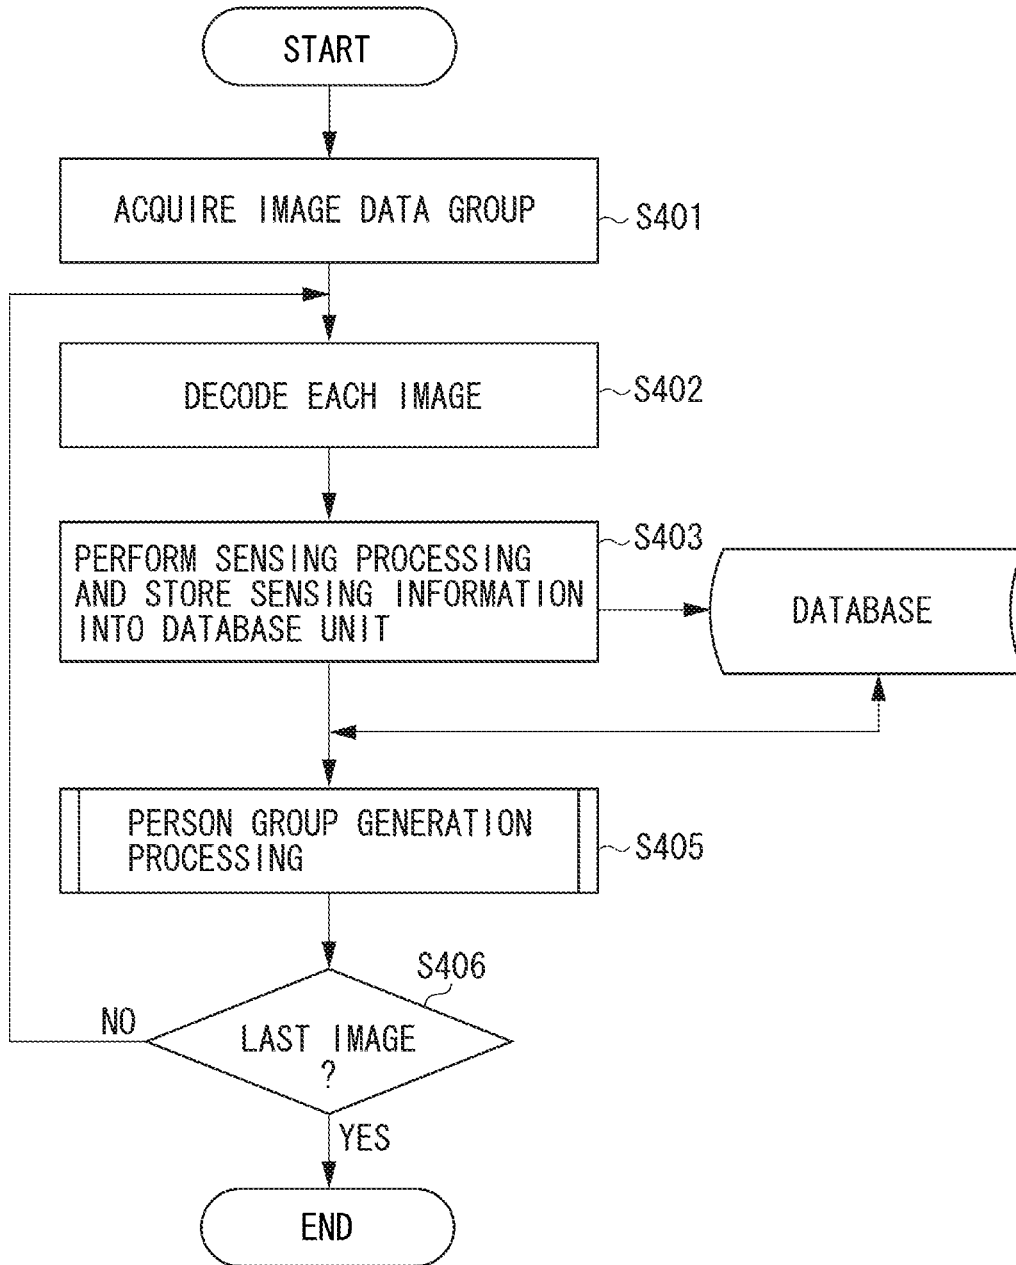 START
ACQUIRE IMAGE DATA GROUP
S401
DECODE EACH IMAGE
S402
PERFORM SENSING PROCESSING
AND STORE SENSING INFORMATION
INTO DATABASE UNIT
S403
DATABASE
PERSON GROUP GENERATION
PROCESSING
S405
S406
LAST IMAGE
?
NO
YES
END